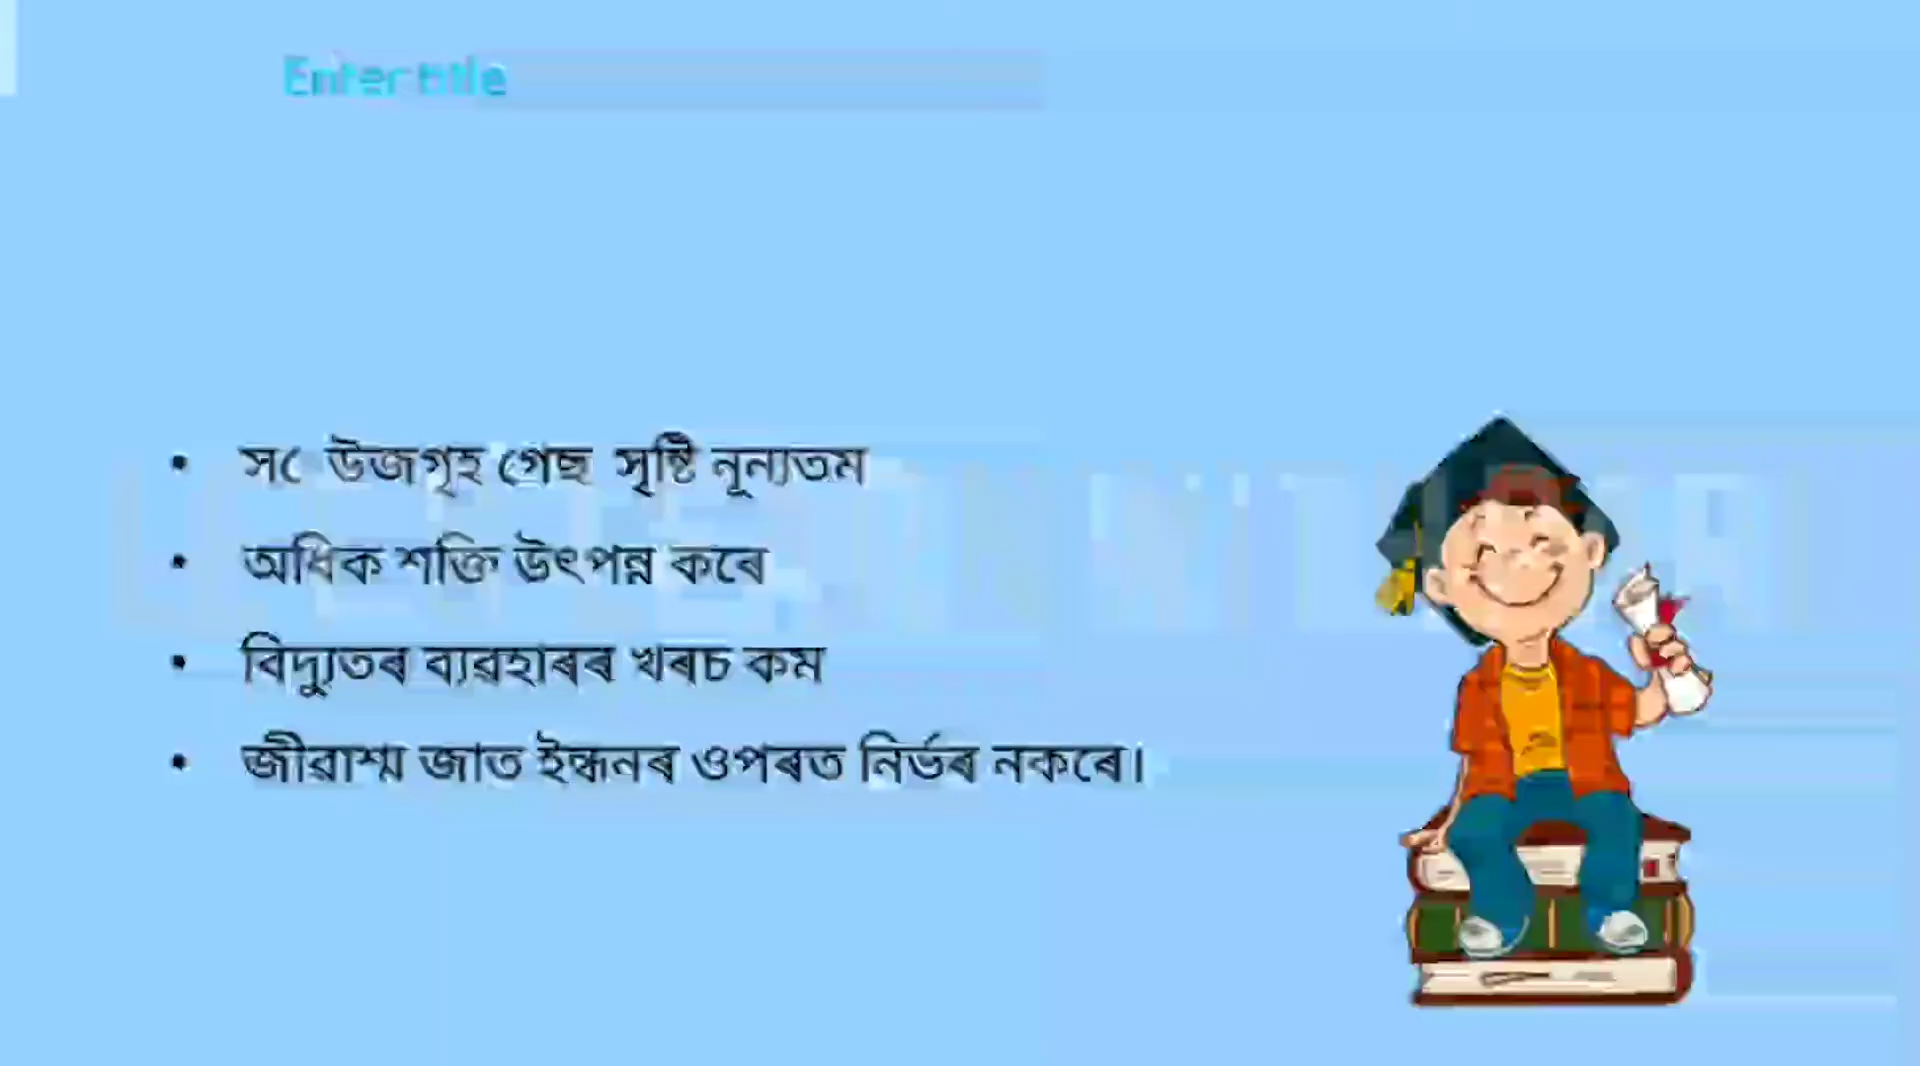 Enter title
• উজগৃহ গেছ সৃষ্টি নূন্যতম
• অধিক শক্তি উৎপন্ন কৰে
• বিদ্যুতৰ ব্যৱহাৰৰ খৰচ কম
• জীৱাশ্ম জাত ইন্ধনৰ ওপৰত নিৰ্ভৰ নকৰে।